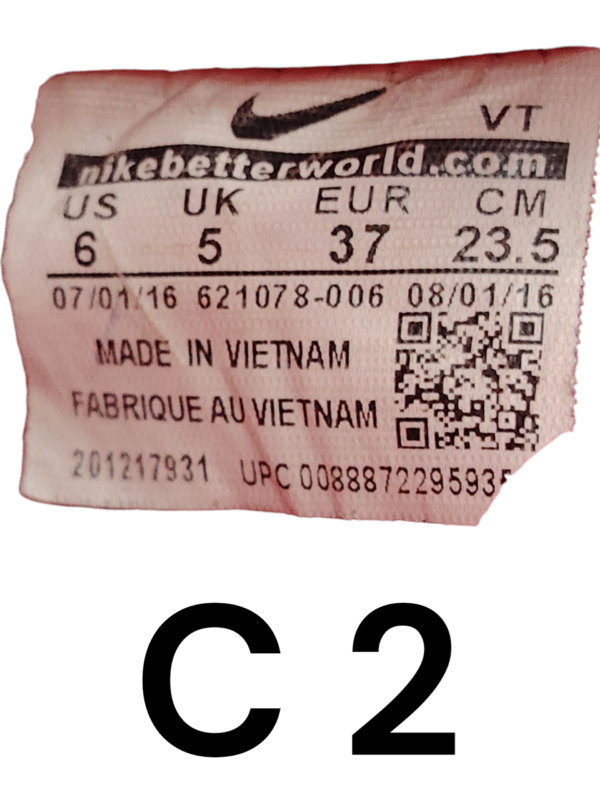 VT
nikebetterworld.com
US UK EUR CM
6 5 37 23.5
07/01/16 621078-006 08/01/16
MADE IN VIETNAM
FABRIQUE AU VIETNAM
201217931 UPC
C 2